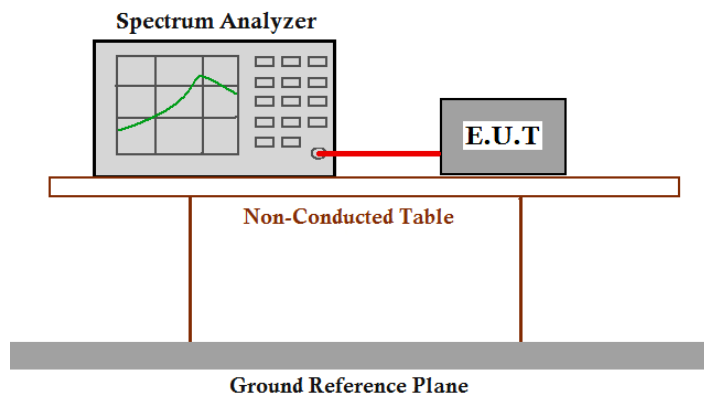 Spectrum Analyzer
E.U.T
Non-Conducted Table
Ground Reference Plane